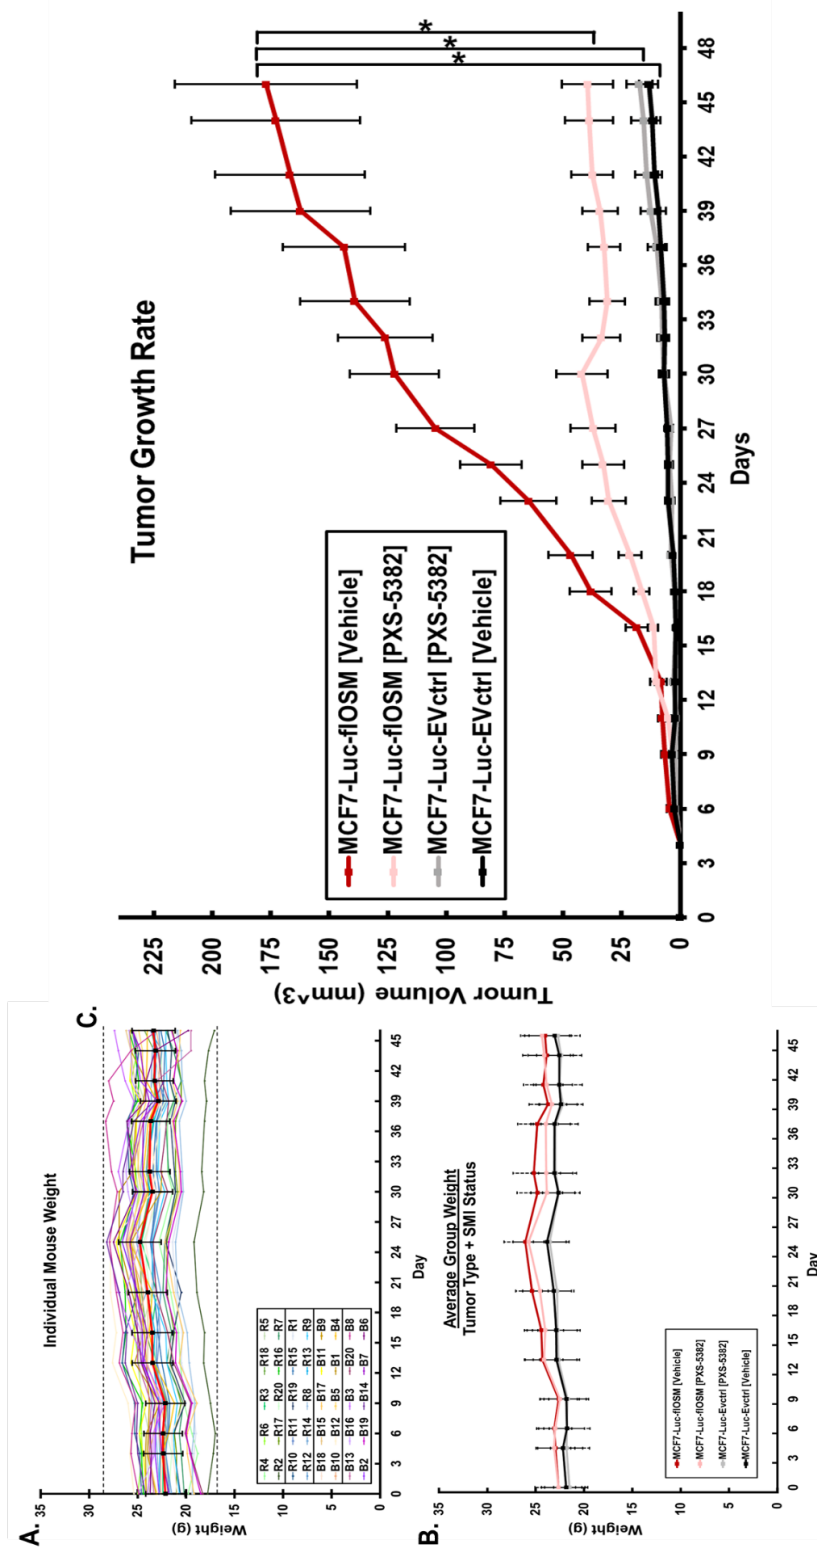 A.
Individual Mouse Weight
35
30
25
20
15
10
5
0
Weight (g)
R4 R6 R3 R18 R5
R2 R17 R20 R16 R7
R10 R11 R19 R15 R1
R12 R14 R8 R13 R9
B18 B15 B17 B11 B9
B10 B12 B5 B1 B4
B13 B16 B3 B20 B8
B2 B19 B14 B7 B6
0 3 6 9 12 15 18 21 24 27 30 33 36 39 42 45
Day
B.
Average Group Weight
Tumor Type + SMI Status
35
30
25
20
15
10
5
0
Weight (g)
MCF7-Luc-flOSM [Vehicle]
MCF7-Luc-flOSM [PXS-5382]
MCF7-Luc-Evctrl [PXS-5382]
MCF7-Luc-Evctrl [Vehicle]
0 3 6 9 12 15 18 21 24 27 30 33 36 39 42 45
Day
C.
Tumor Growth Rate
*
*
*
225
200
175
150
125
100
75
50
25
0
Tumor Volume (mm^3)
MCF7-Luc-flOSM [Vehicle]
MCF7-Luc-flOSM [PXS-5382]
MCF7-Luc-EVctrl [PXS-5382]
MCF7-Luc-EVctrl [Vehicle]
0 3 6 9 12 15 18 21 24 27 30 33 36 39 42 45 48
Days